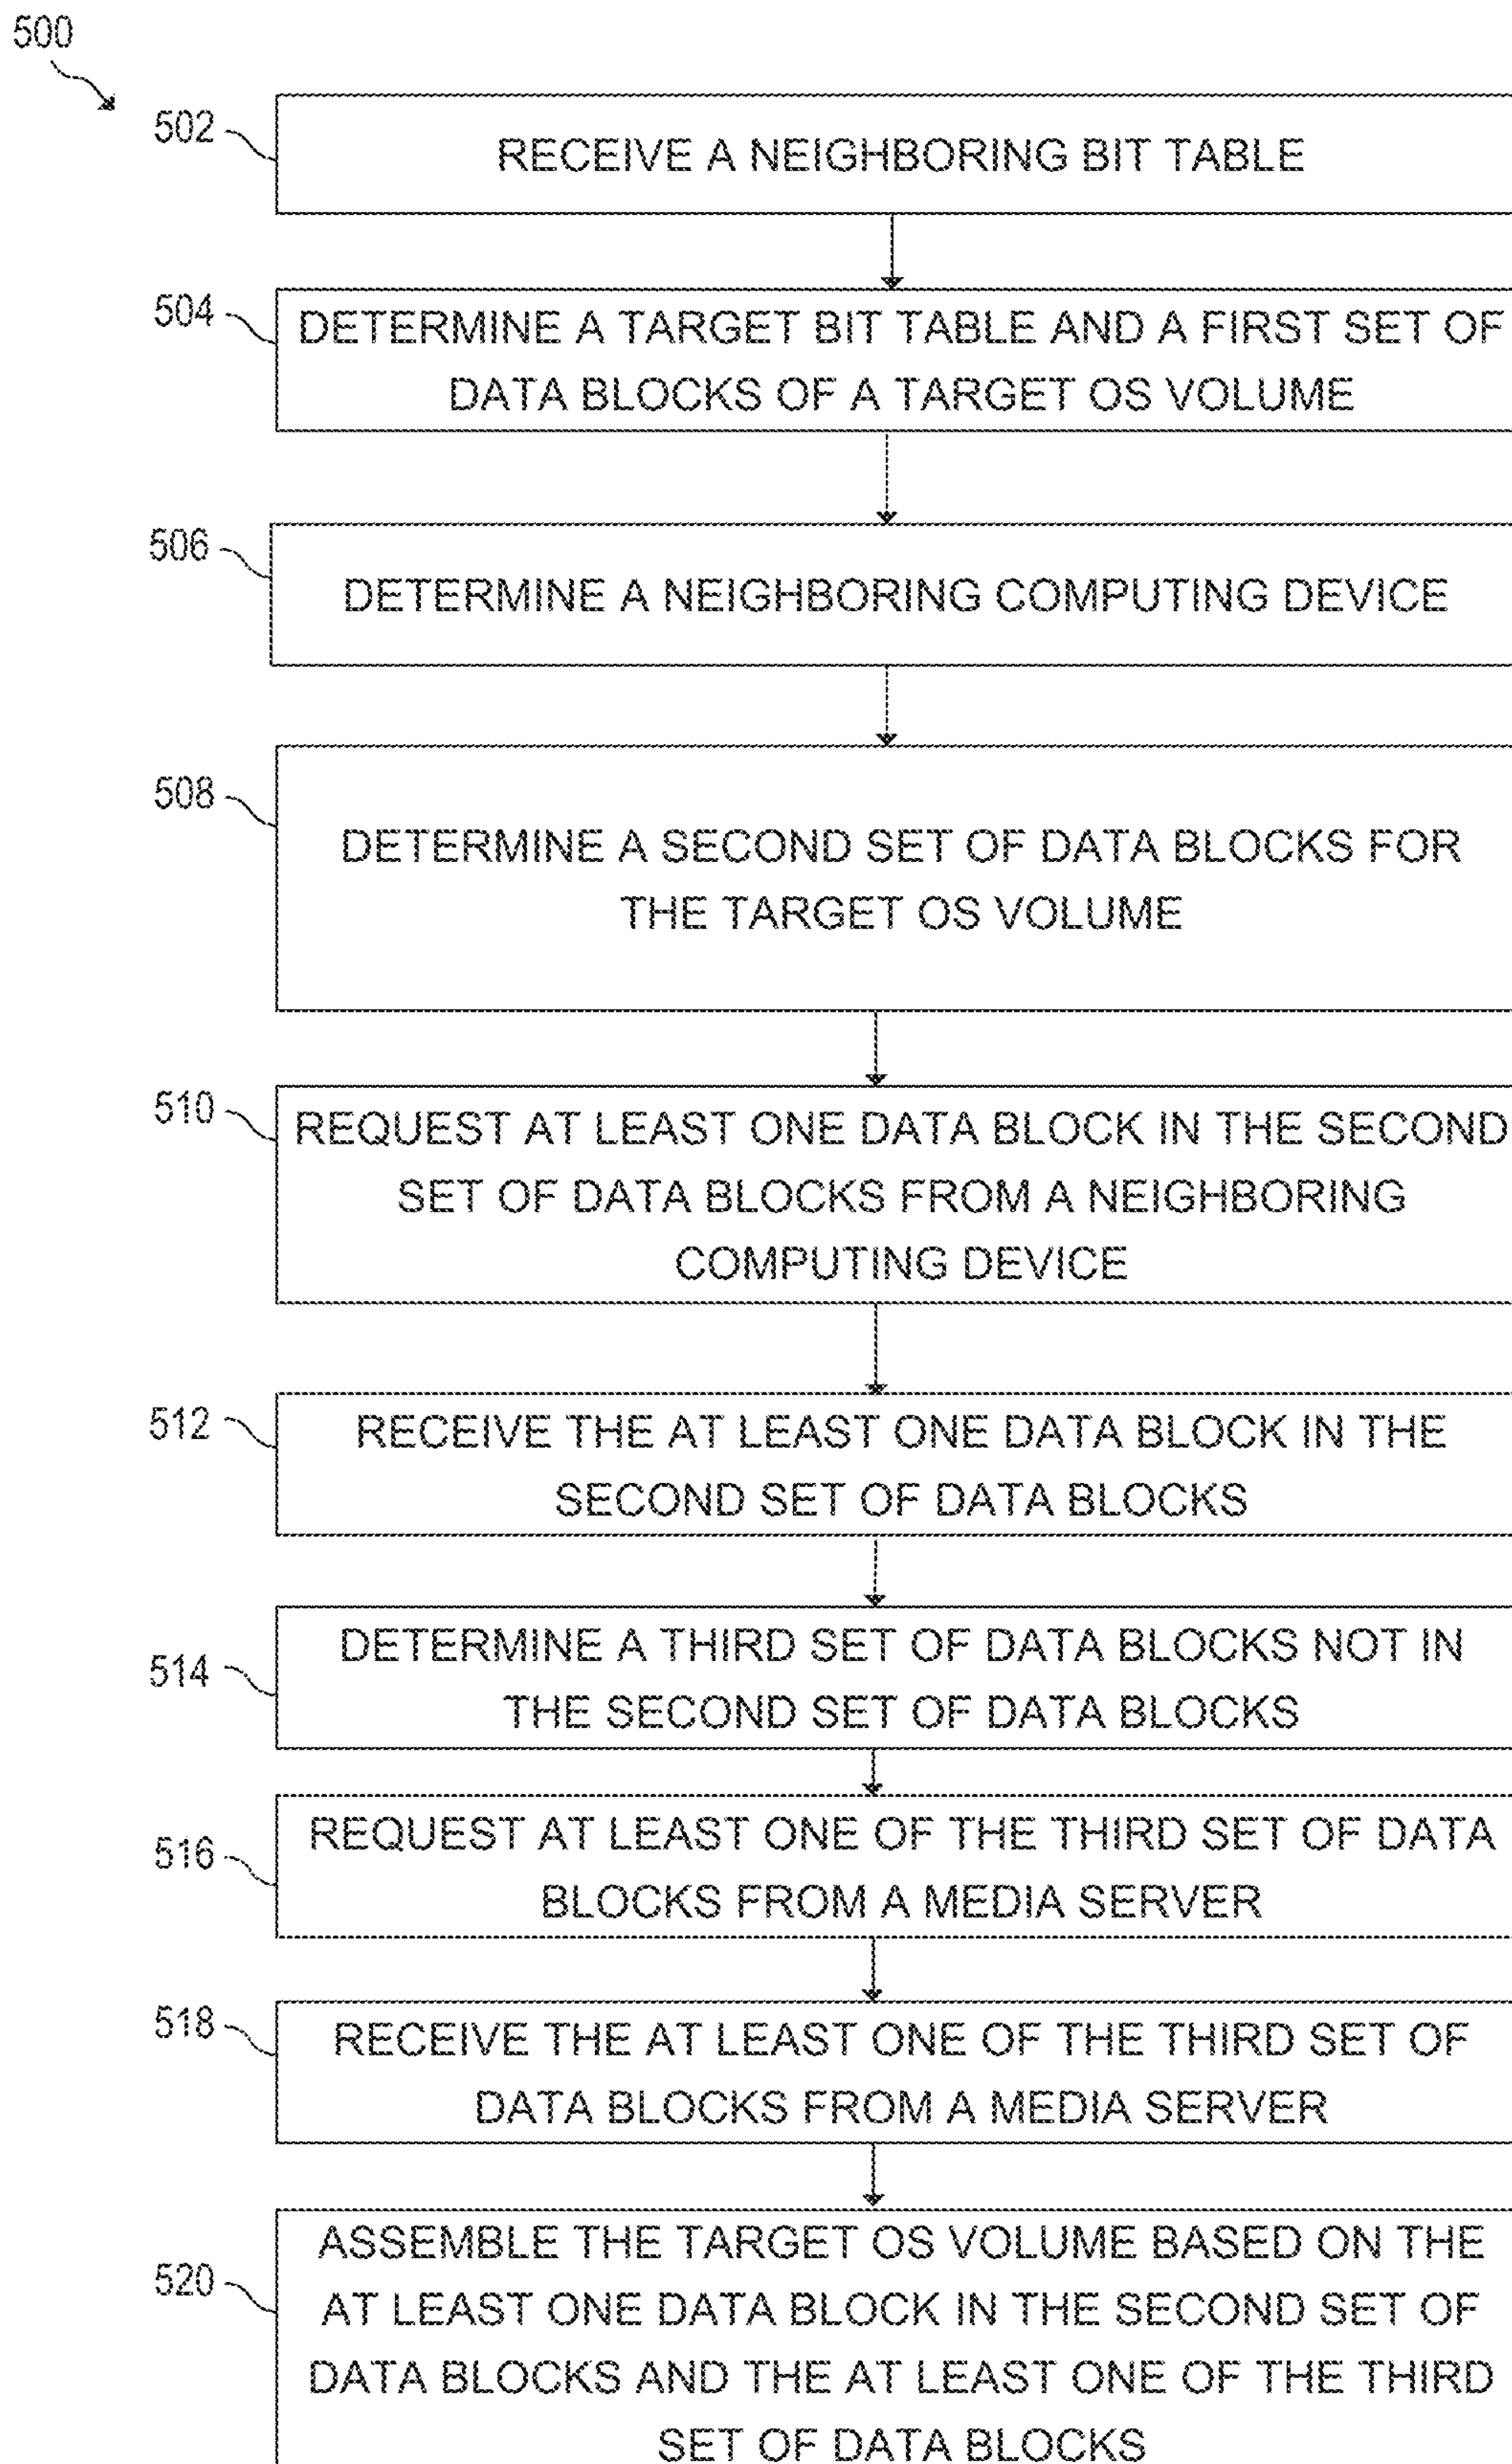 500
502
RECEIVE A NEIGHBORING BIT TABLE
504
DETERMINE A TARGET BIT TABLE AND A FIRST SET OF
DATA BLOCKS OF A TARGET OS VOLUME
506
DETERMINE A NEIGHBORING COMPUTING DEVICE
508
DETERMINE A SECOND SET OF DATA BLOCKS FOR
THE TARGET OS VOLUME
510
REQUEST AT LEAST ONE DATA BLOCK IN THE SECOND
SET OF DATA BLOCKS FROM A NEIGHBORING
COMPUTING DEVICE
512
RECEIVE THE AT LEAST ONE DATA BLOCK IN THE
SECOND SET OF DATA BLOCKS
514
DETERMINE A THIRD SET OF DATA BLOCKS NOT IN
THE SECOND SET OF DATA BLOCKS
516
REQUEST AT LEAST ONE OF THE THIRD SET OF DATA
BLOCKS FROM A MEDIA SERVER
518
RECEIVE THE AT LEAST ONE OF THE THIRD SET OF
DATA BLOCKS FROM A MEDIA SERVER
520
ASSEMBLE THE TARGET OS VOLUME BASED ON THE
AT LEAST ONE DATA BLOCK IN THE SECOND SET OF
DATA BLOCKS AND THE AT LEAST ONE OF THE THIRD
SET OF DATA BLOCKS